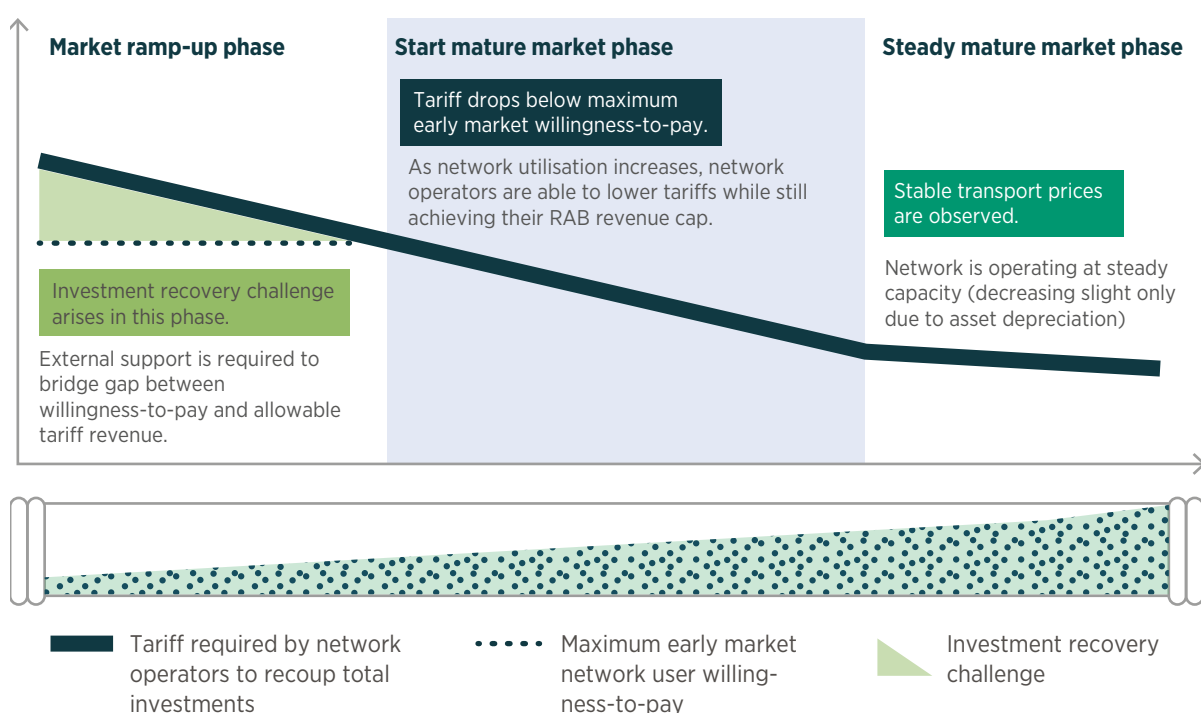 Market ramp-up phase
Start mature market phase
Steady mature market phase
Tariff drops below maximum
early market willingness-to-pay.
As network utilisation increases, network
operators are able to lower tariffs while still
achieving their RAB revenue cap.
Stable transport prices
are observed.
Network is operating at steady
capacity (decreasing slight only
due to asset depreciation)
Investment recovery challenge
arises in this phase.
External support is required to
bridge gap between
willingness-to-pay and allowable
tariff revenue.
Tariff required by network
operators to recoup total
investments
Maximum early market
network user willing-
ness-to-pay
Investment recovery
challenge